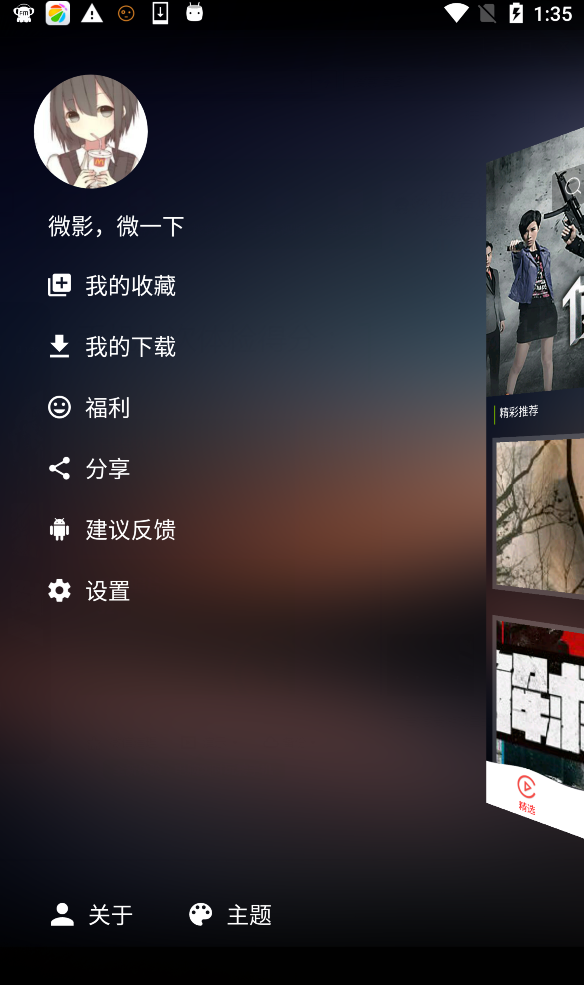 1:35
微影，微一下
我的收藏
我的下载
福利
分享
建议反馈
设置
精彩推荐
精选
关于
主题